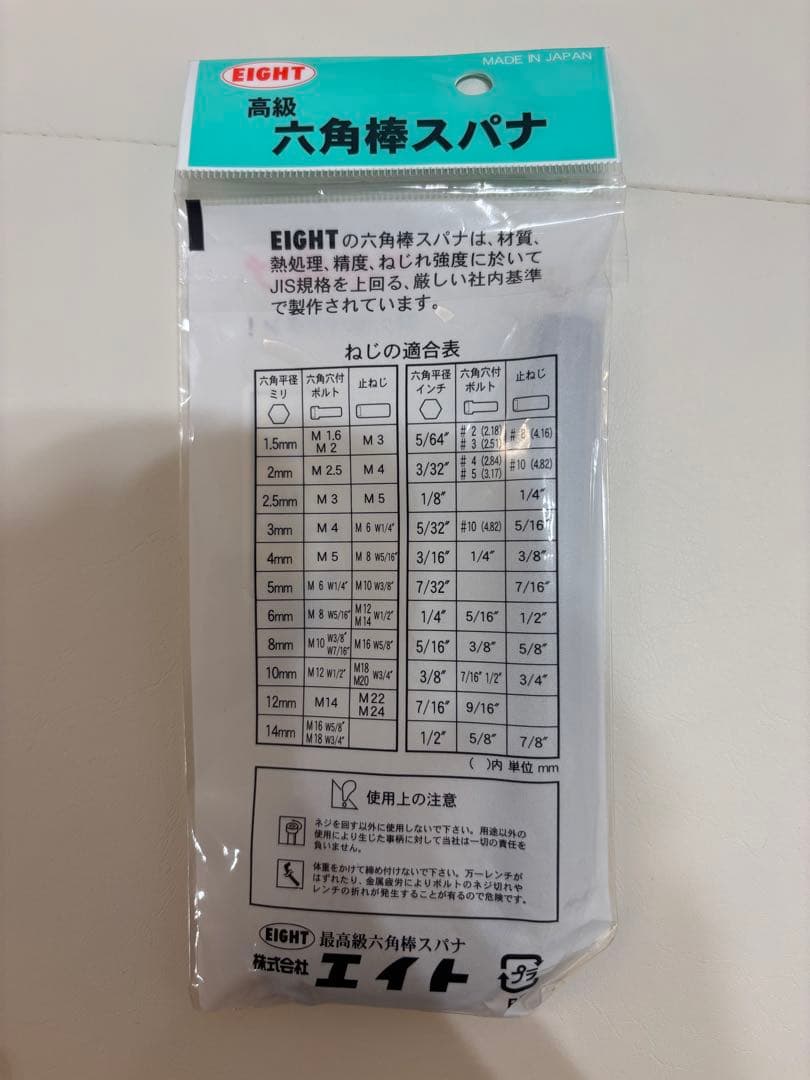 EIGHT
MADE IN JAPAN
高級
六角棒スパナ
EIGHTの六角棒スパナは、材質、
熱処理、精度、ねじれ強度に於いて
JIS規格を上回る、厳しい社内基準
で製作されています。
ねじの適合表
六角平径 ミリ 六角穴付 ボルト 止ねじ
1.5mm M 1.6 M 2 M 3
2mm M 2.5 M 4
2.5mm M 3 M 5
3mm M 4 M 6 W1/4"
4mm M 5 M 8 W5/16"
5mm M 6 W1/4" M10 W3/8"
6mm M 8 W5/16" M12 M14 W1/2"
8mm M10 W3/8" W7/16" M16 W5/8"
10mm M12 W1/2" M18 M20 W3/4"
12mm M14 M22 M24
14mm M16 W5/8" M18 W3/4"
六角平径 インチ 六角穴付 ボルト 止ねじ
5/64" # 2 (2.18) # 3 (2.51) # 8 (4.16)
3/32" # 4 (2.84) # 5 (3.17) #10 (4.82)
1/8" 1/4"
5/32" #10 (4.82) 5/16"
3/16" 1/4" 3/8"
7/32" 7/16"
1/4" 5/16" 1/2"
5/16" 3/8" 5/8"
3/8" 7/16" 1/2" 3/4"
7/16" 9/16"
1/2" 5/8" 7/8"
( )内 単位 mm
使用上の注意
ネジを回す以外に使用しないで下さい。用途以外の
使用により生じた事柄に対して当社は一切の責任を
負いません。
体重をかけて締め付けないで下さい。万一レンチが
はずれたり、金属疲労によりボルトのネジ切れや
レンチの折れが発生することが有るので危険です。
EIGHT 最高級六角棒スパナ
株式会社 エイト
プラ